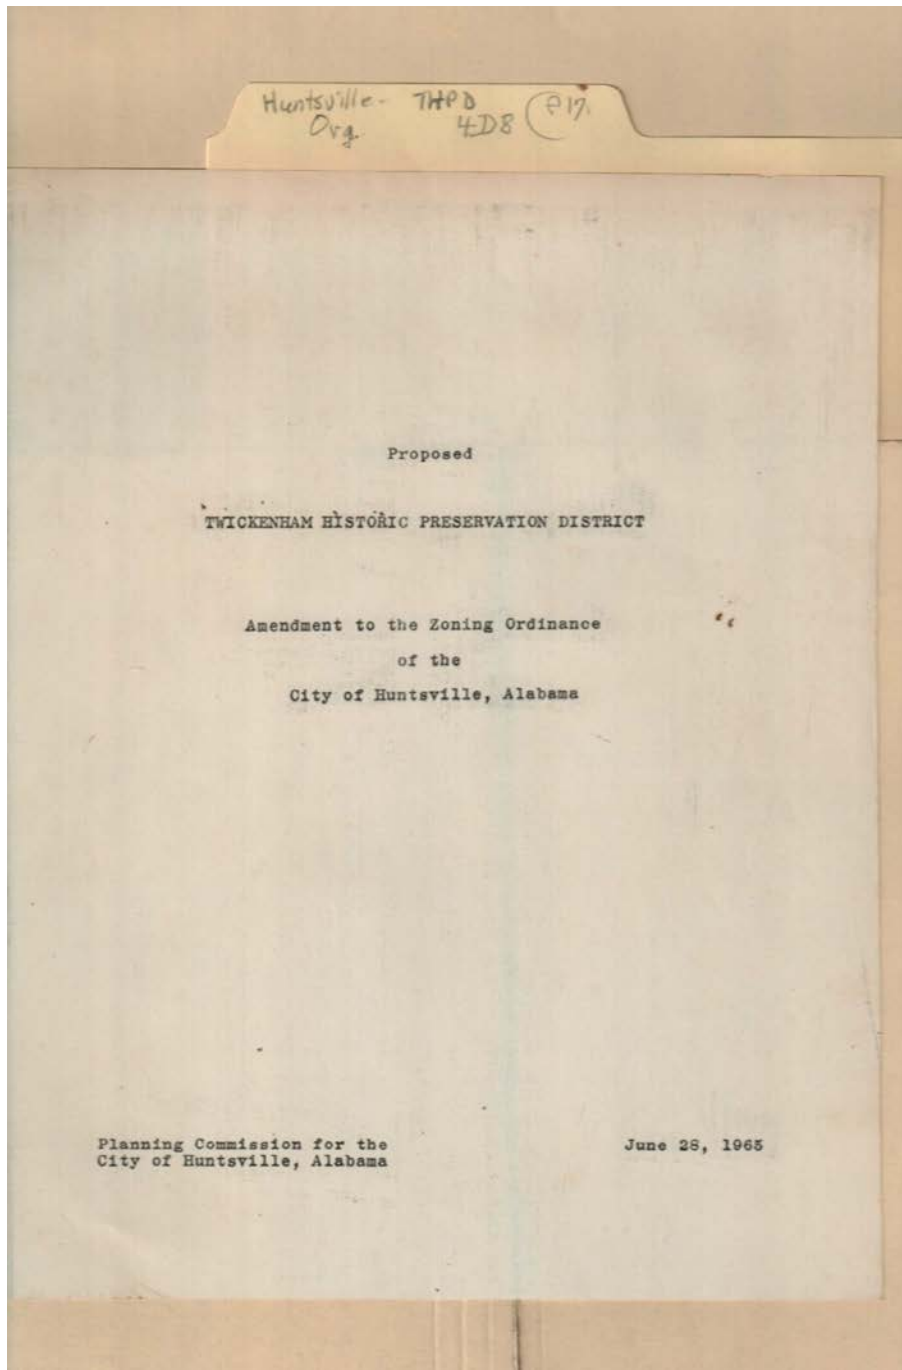 Huntsville - THPD P17.
Org 4D8
Proposed
TWICKENHAM HISTORIC PRESERVATION DISTRICT
Amendment to the Zoning Ordinance
of the
City of Huntsville, Alabama
Planning Commission for the June 28, 1965
City of Huntsville, Alabama